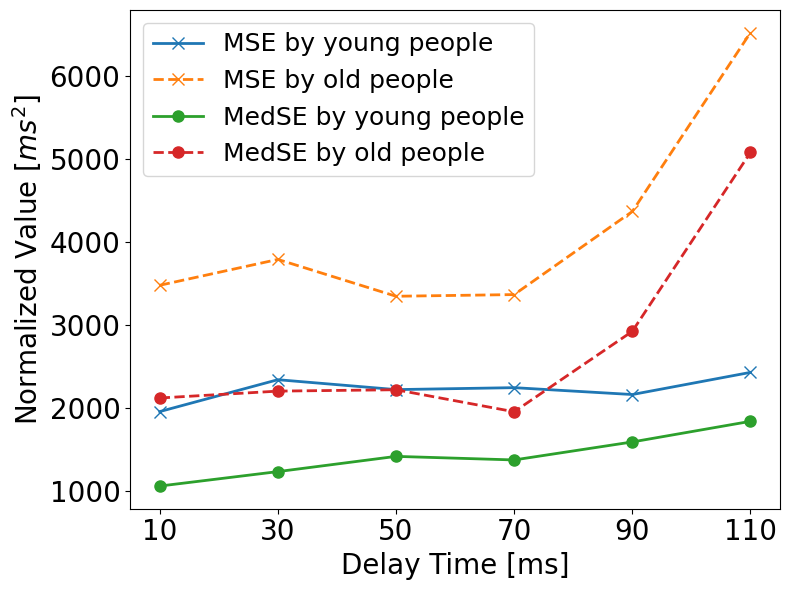 MSE by young people
MSE by old people
MedSE by young people
MedSE by old people
Normalized Value [ms²]
6000
5000
4000
3000
2000
1000
10 30 50 70 90 110
Delay Time [ms]